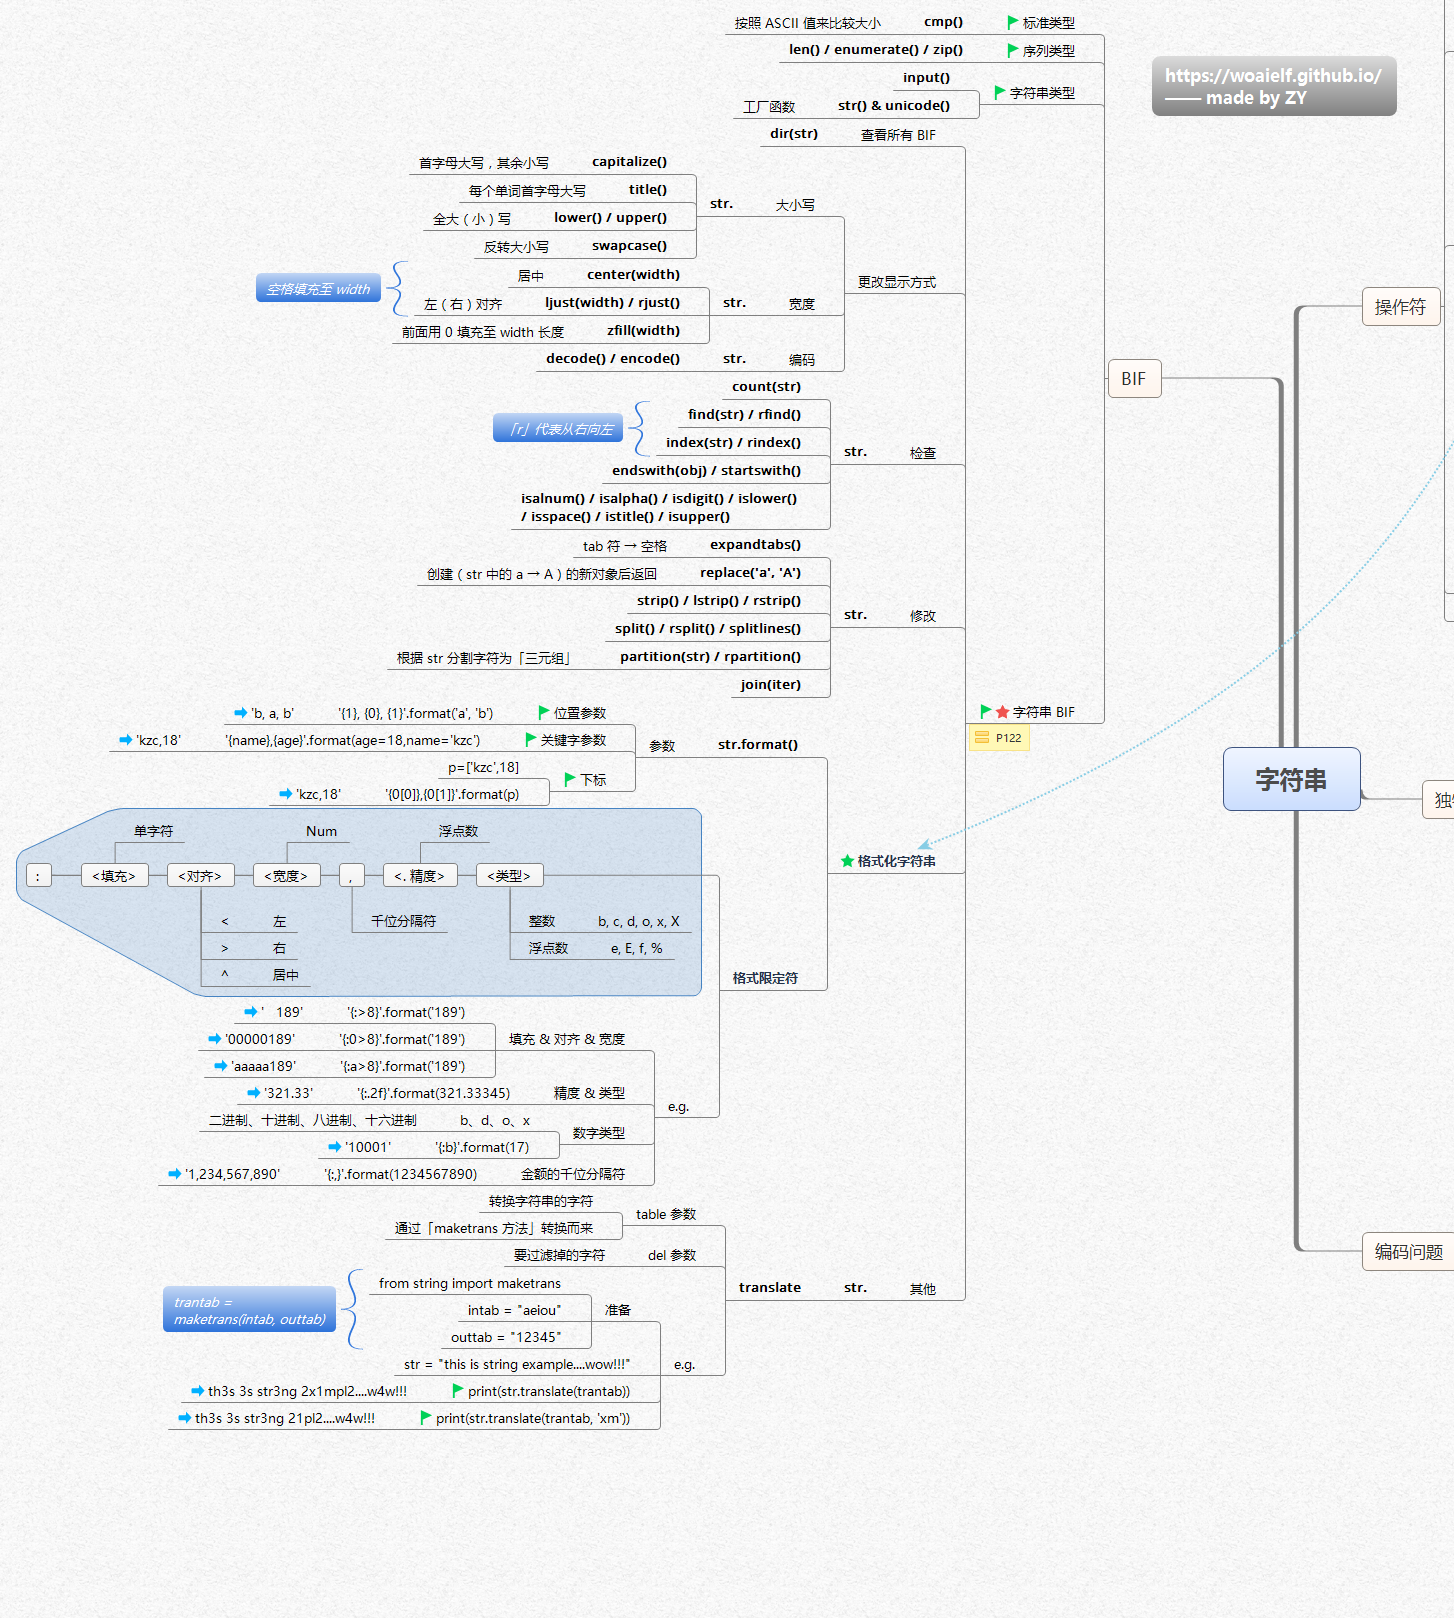 按照 ASCII 值来比较大小 cmp() 标准类型
len() / enumerate() / zip() 序列类型
https://woaielf.github.io/
—— made by ZY
input()
字符串类型
工厂函数 str() & unicode()
dir(str) 查看所有 BIF
首字母大写，其余小写 capitalize()
每个单词首字母大写 title()
str. 大小写
全大（小）写 lower() / upper()
反转大小写 swapcase()
居中 center(width)
更改显示方式
空格填充至 width
左（右）对齐 ljust(width) / rjust() str. 宽度
操作符
前面用 0 填充至 width 长度 zfill(width)
decode() / encode() str. 编码
BIF
count(str)
find(str) / rfind()
「r」代表从右向左
index(str) / rindex()
str. 检查
endswith(obj) / startswith()
isalnum() / isalpha() / isdigit() / islower()
/ isspace() / istitle() / isupper()
tab 符 → 空格 expandtabs()
创建（str 中的 a → A）的新对象后返回 replace('a', 'A')
strip() / lstrip() / rstrip()
str. 修改
split() / rsplit() / splitlines()
根据 str 分割字符为「三元组」 partition(str) / rpartition()
join(iter)
'b, a, b' '{1}, {0}, {1}'.format('a', 'b') 位置参数
字符串 BIF
P122
'kzc,18' '{name},{age}'.format(age=18,name='kzc') 关键字参数
参数 str.format()
p=['kzc',18]
下标
'kzc,18' '{0[0]},{0[1]}'.format(p)
字符串
独
单字符 Num 浮点数
格式化字符串
: <填充> <对齐> <宽度> , <. 精度> <类型>
< 左 千位分隔符 整数 b, c, d, o, x, X
> 右 浮点数 e, E, f, %
^ 居中
格式限定符
' 189' '{:>8}'.format('189')
'00000189' '{:0>8}'.format('189') 填充 & 对齐 & 宽度
'aaaaa189' '{:a>8}'.format('189')
'321.33' '{:.2f}'.format(321.33345) 精度 & 类型
e.g.
二进制、十进制、八进制、十六进制 b、d、o、x
数字类型
'10001' '{:b}'.format(17)
'1,234,567,890' '{:,}'.format(1234567890) 金额的千位分隔符
转换字符串的字符
table 参数
通过「maketrans 方法」转换而来
要过滤掉的字符 del 参数
编码问题
from string import maketrans
translate str. 其他
trantab =
maketrans(intab, outtab)
intab = "aeiou" 准备
outtab = "12345"
str = "this is string example....wow!!!" e.g.
th3s 3s str3ng 2x1mpl2....w4w!!! print(str.translate(trantab))
th3s 3s str3ng 21pl2....w4w!!! print(str.translate(trantab, 'xm'))